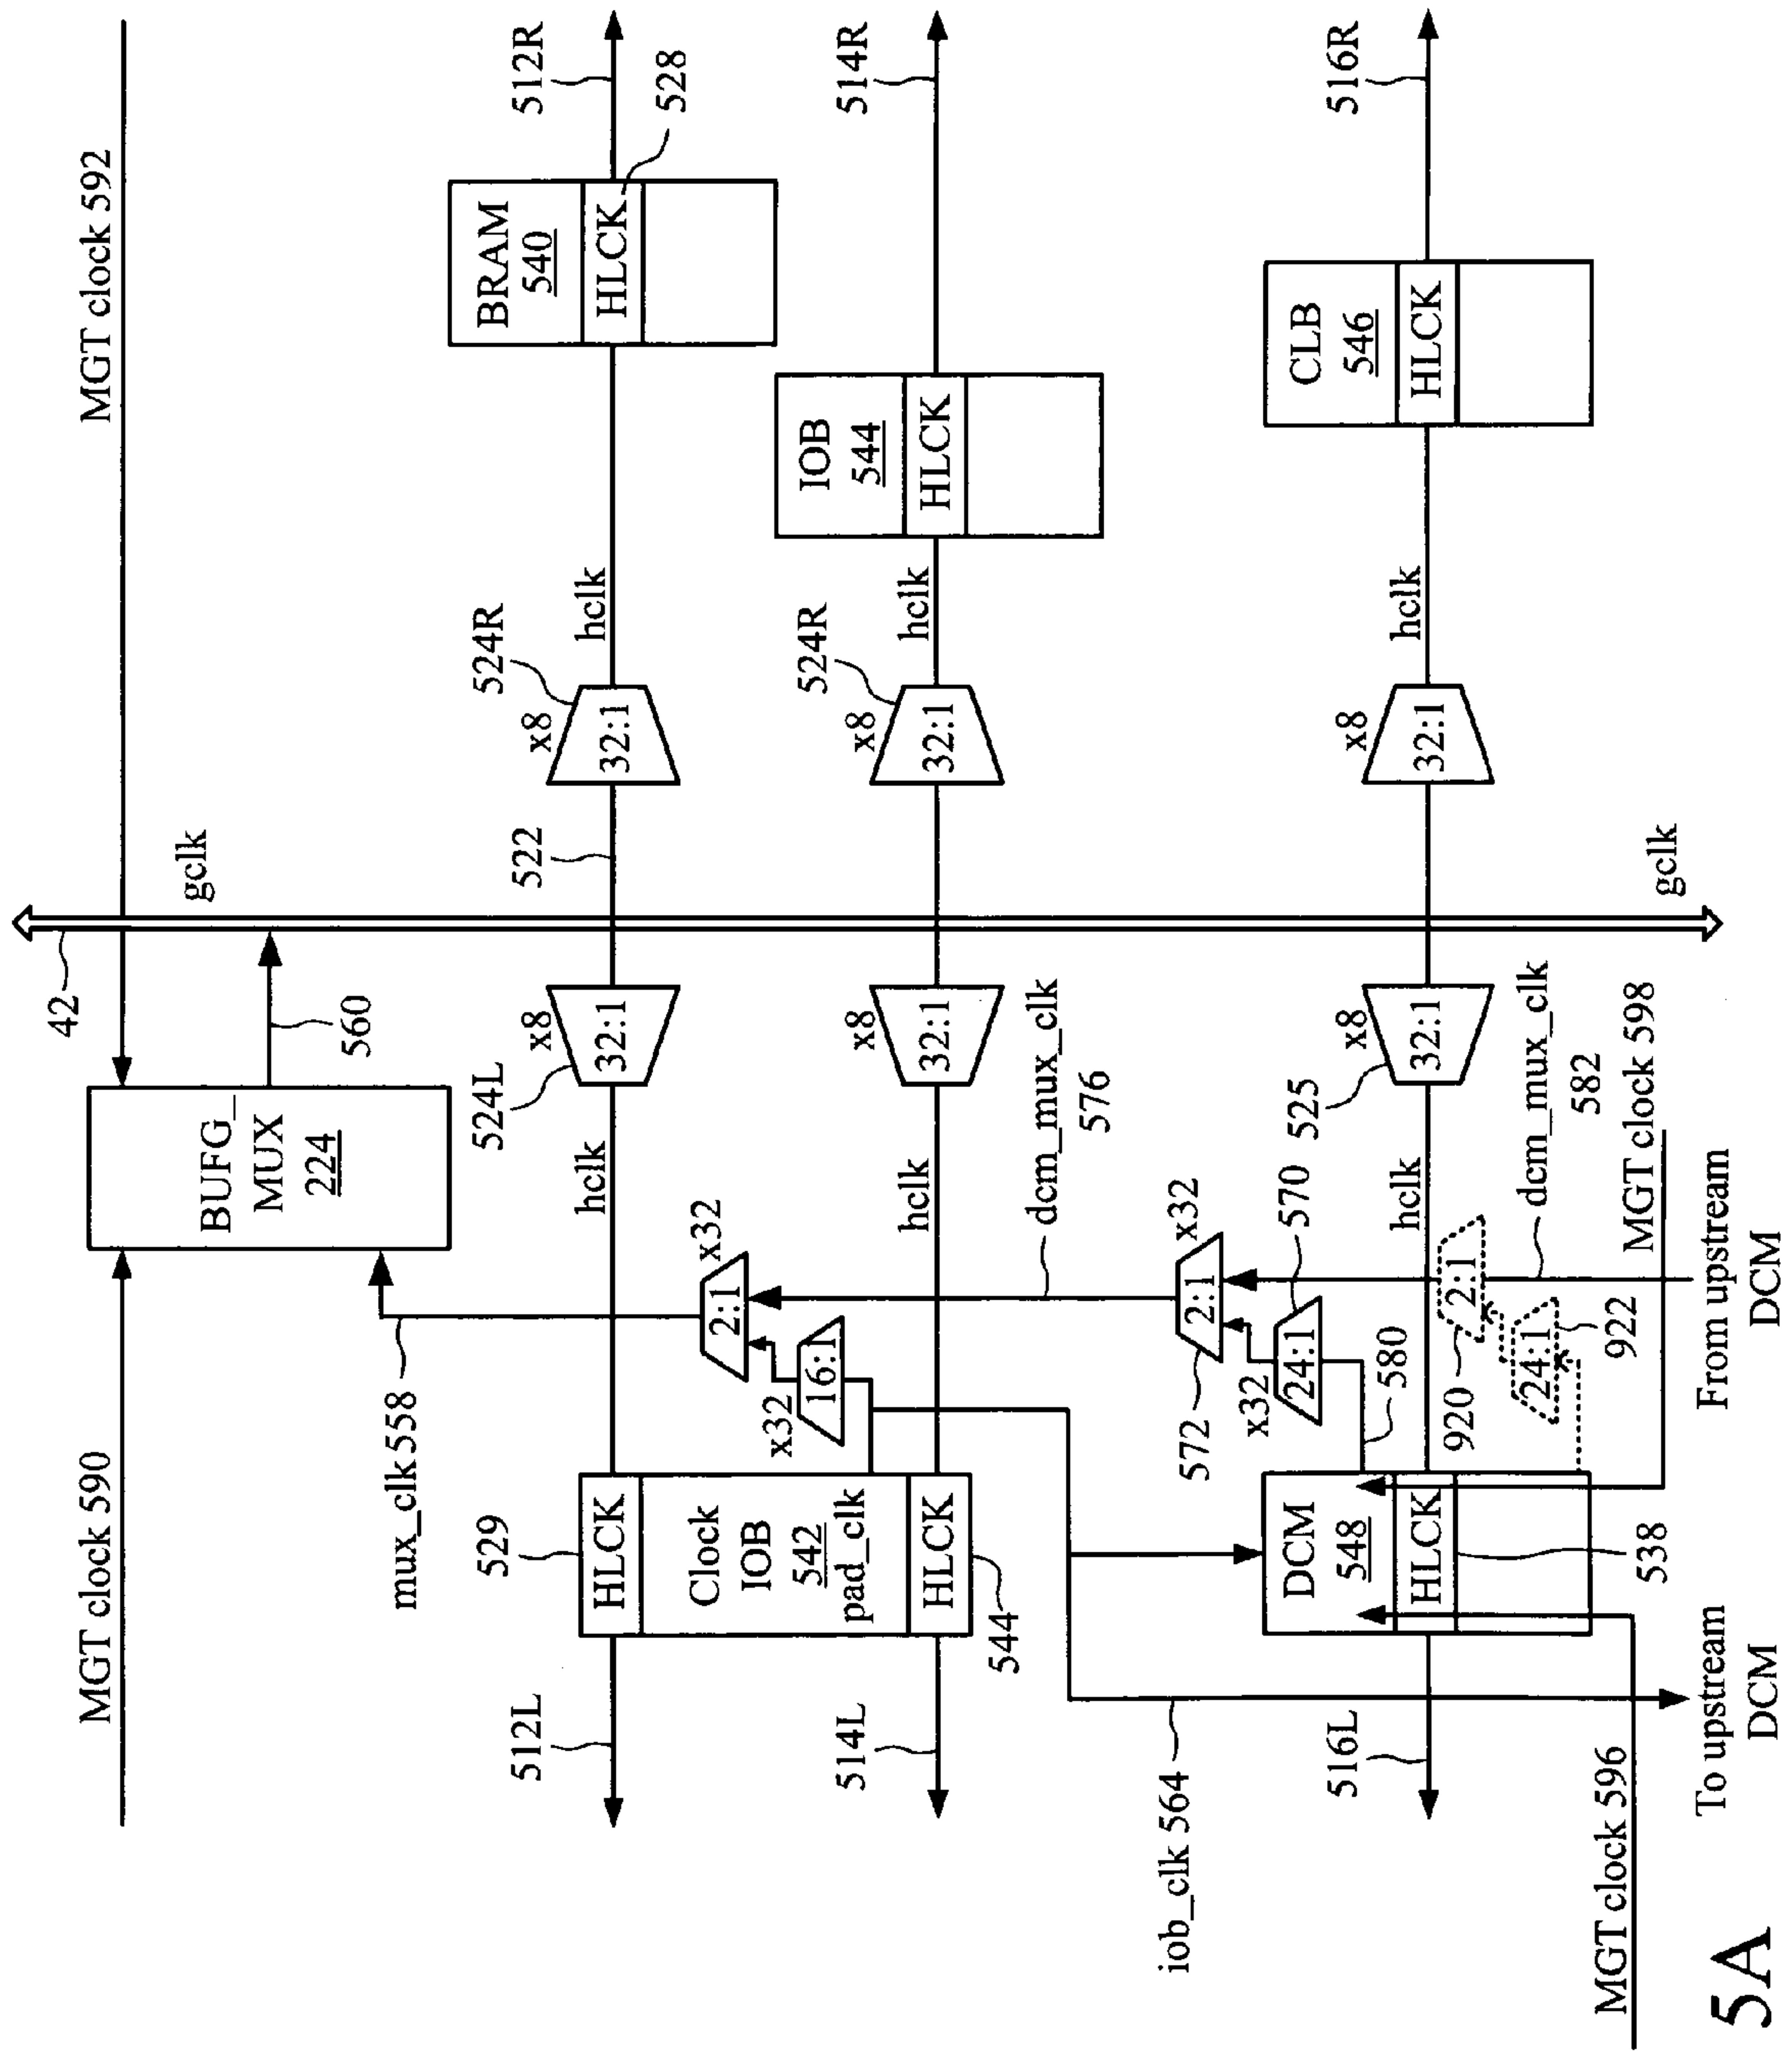 MGT clock 590
MGT clock 592
BUFG_
MUX
224
42
gclk
560
mux_clk 558
512L
529
HLCK
hclk
524L
x8
32:1
522
x8
32:1
524R
hclk
BRAM
540
HLCK
528
512R
Clock
IOB
542
pad_clk
x32
2:1
x32
16:1
514L
HLCK
544
hclk
x8
32:1
x8
32:1
524R
hclk
IOB
544
HLCK
514R
dcm_mux_clk
576
iob_clk 564
572
2:1
x32
x32
24:1
570
580
516L
DCM
548
HLCK
538
hclk
525
x8
32:1
x8
32:1
hclk
CLB
546
HLCK
516R
920
2:1
24:1
922
dcm_mux_clk
582
MGT clock 598
gclk
MGT clock 596
To upstream
DCM
From upstream
DCM
5A